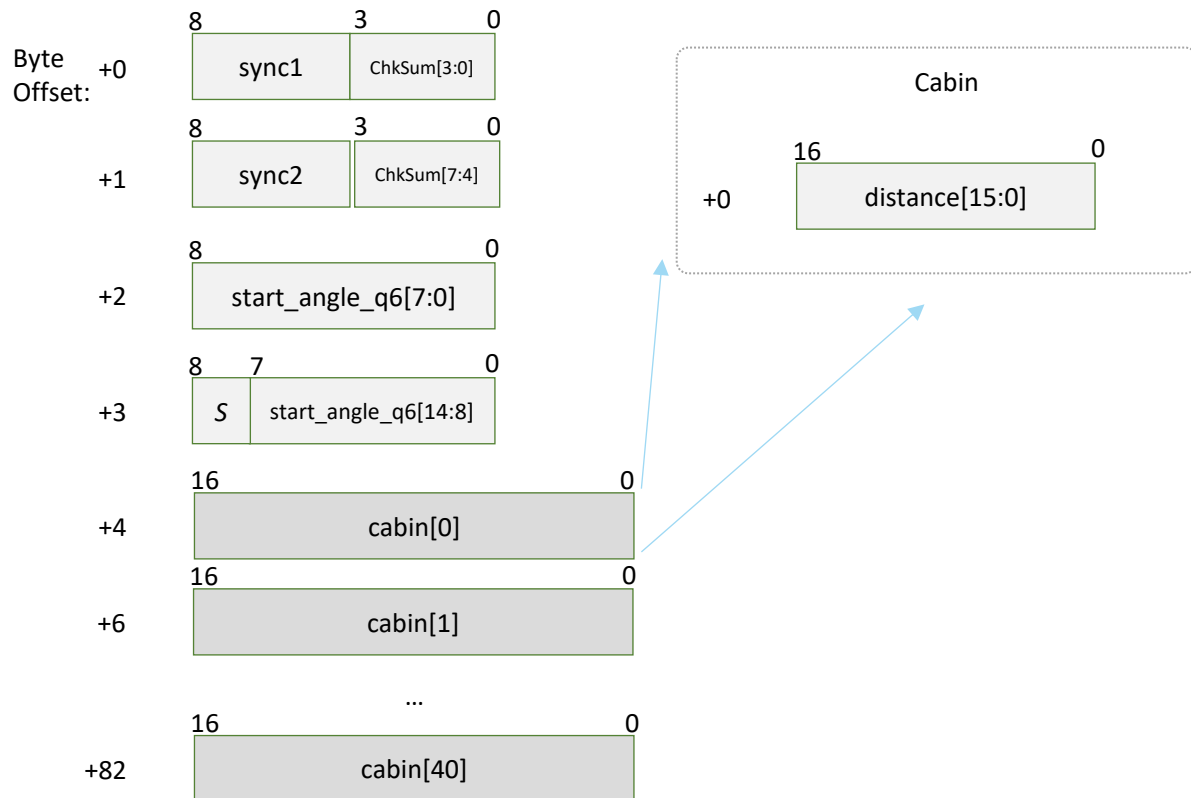 8 3 0
Byte
Offset:
+0 sync1 ChkSum[3:0]
8 3 0
+1 sync2 ChkSum[7:4]
8 0
+2 start_angle_q6[7:0]
8 7 0
+3 S start_angle_q6[14:8]
16 0
+4 cabin[0]
16 0
+6 cabin[1]
…
16 0
+82 cabin[40]
Cabin
16 0
+0 distance[15:0]